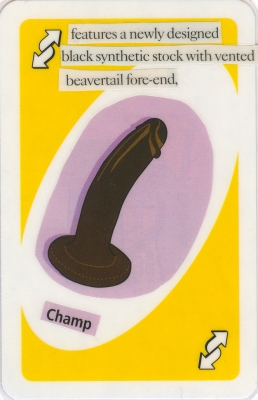 features a newly designed
black synthetic stock with vented
beavertail fore-end,
Champ